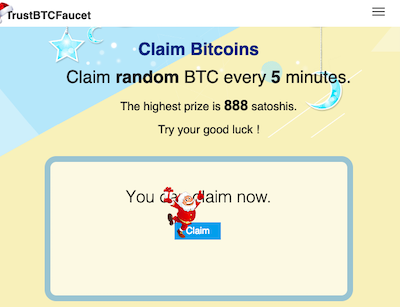 TrustBTCFaucet
Claim Bitcoins
Claim random BTC every 5 minutes.
The highest prize is 888 satoshis.
Try your good luck !
You can claim now.
Claim